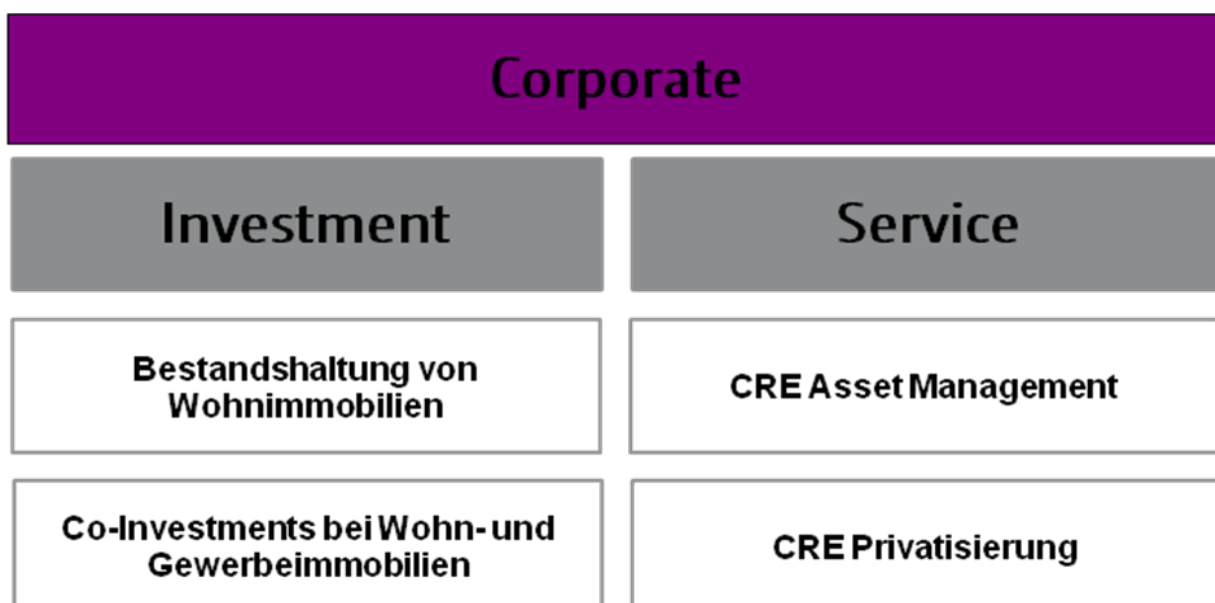 Corporate
Investment
Service
Bestandshaltung von
Wohnimmobilien
CRE Asset Management
Co-Investments bei Wohn- und
Gewerbeimmobilien
CRE Privatisierung